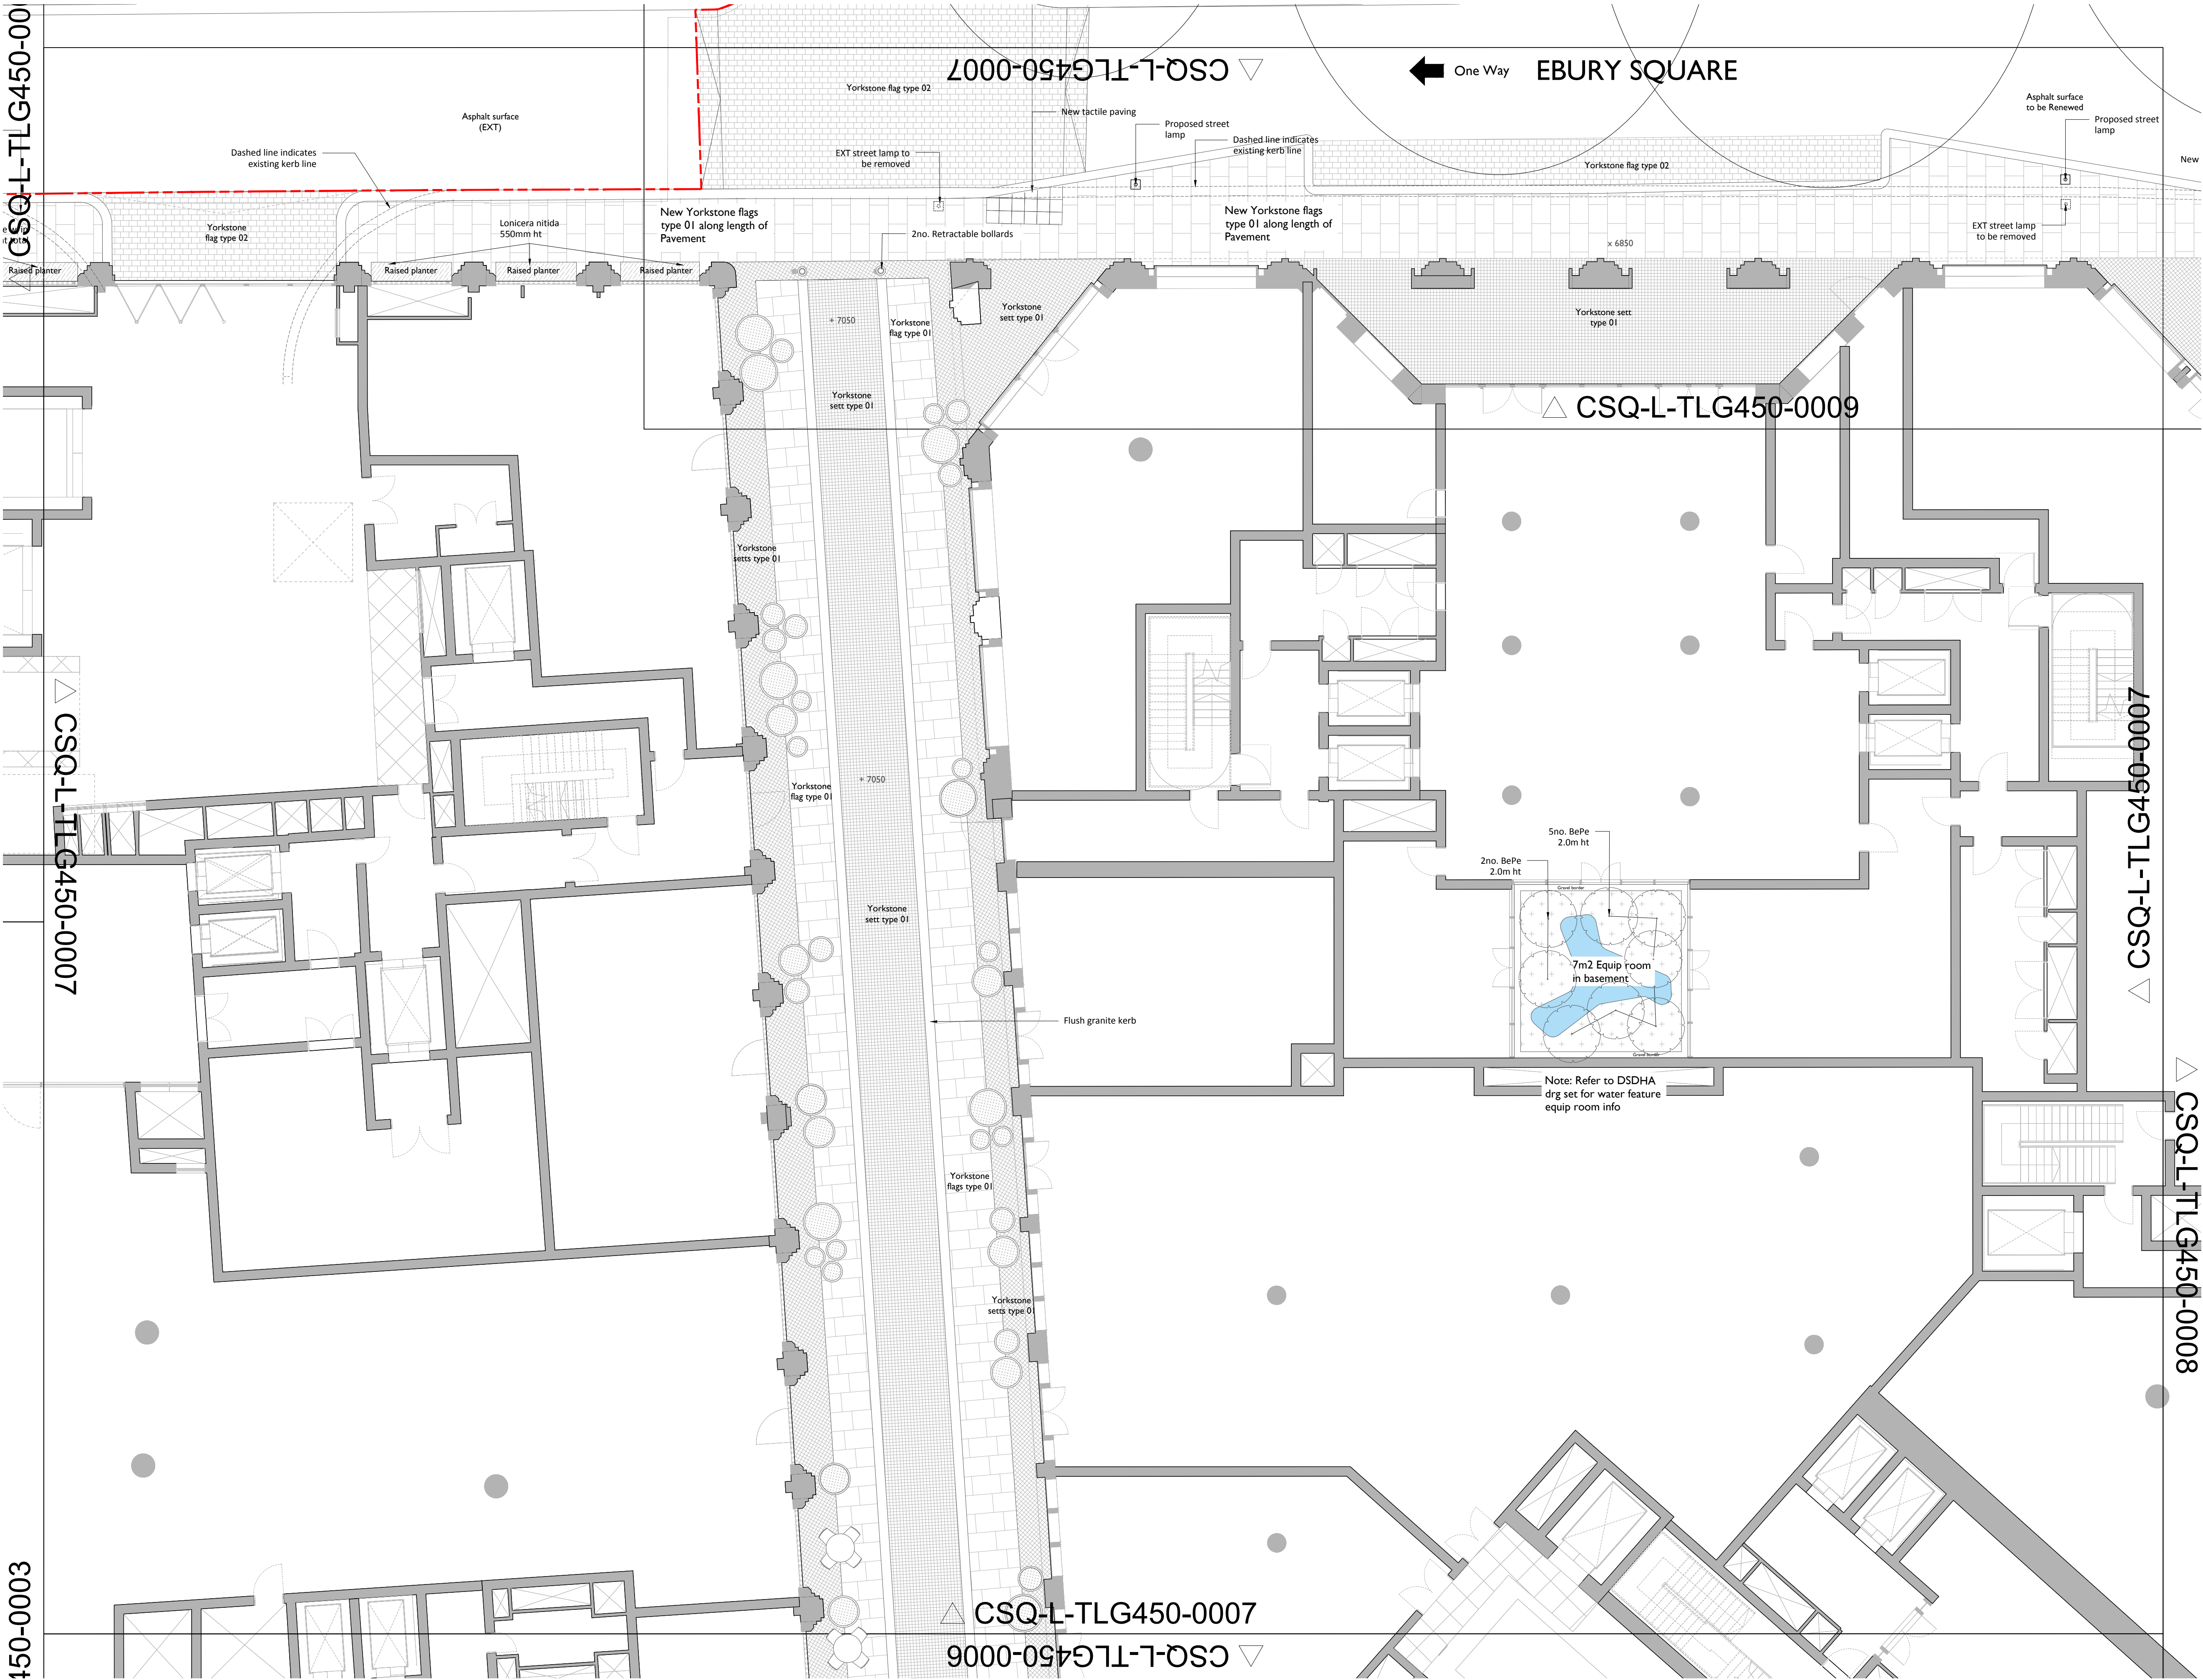 CSQ-L-TLG450-00
CSQ-L-TLG450-0007
One Way
EBURY SQUARE
Yorkstone flag type 02
Asphalt surface
(EXT)
New tactile paving
Proposed street
lamp
Asphalt surface
to be Renewed
Proposed street
lamp
Dashed line indicates
existing kerb line
EXT street lamp to
be removed
Dashed line indicates
existing kerb line
Yorkstone flag type 02
New
Yorkstone
flag type 02
Lonicera nitida
550mm ht
New Yorkstone flags
type 01 along length of
Pavement
2no. Retractable bollards
New Yorkstone flags
type 01 along length of
Pavement
x 6850
EXT street lamp
to be removed
Raised planter
Raised planter
Raised planter
Raised planter
+ 7050
Yorkstone
flag type 01
Yorkstone
sett type 01
Yorkstone sett
type 01
Yorkstone
sett type 01
CSQ-L-TLG450-0009
Yorkstone
setts type 01
CSQ-L-TLG450-0007
CSQ-L-TLG450-0007
+ 7050
Yorkstone
flag type 01
5no. BePe
2.0m ht
2no. BePe
2.0m ht
Gravel border
Yorkstone
sett type 01
7m2 Equip room
in basement
Flush granite kerb
Gravel border
Note: Refer to DSDHA
drg set for water feature
equip room info
CSQ-L-TLG450-0008
Yorkstone
flags type 01
Yorkstone
setts type 01
450-0003
CSQ-L-TLG450-0007
CSQ-L-TLG450-0006